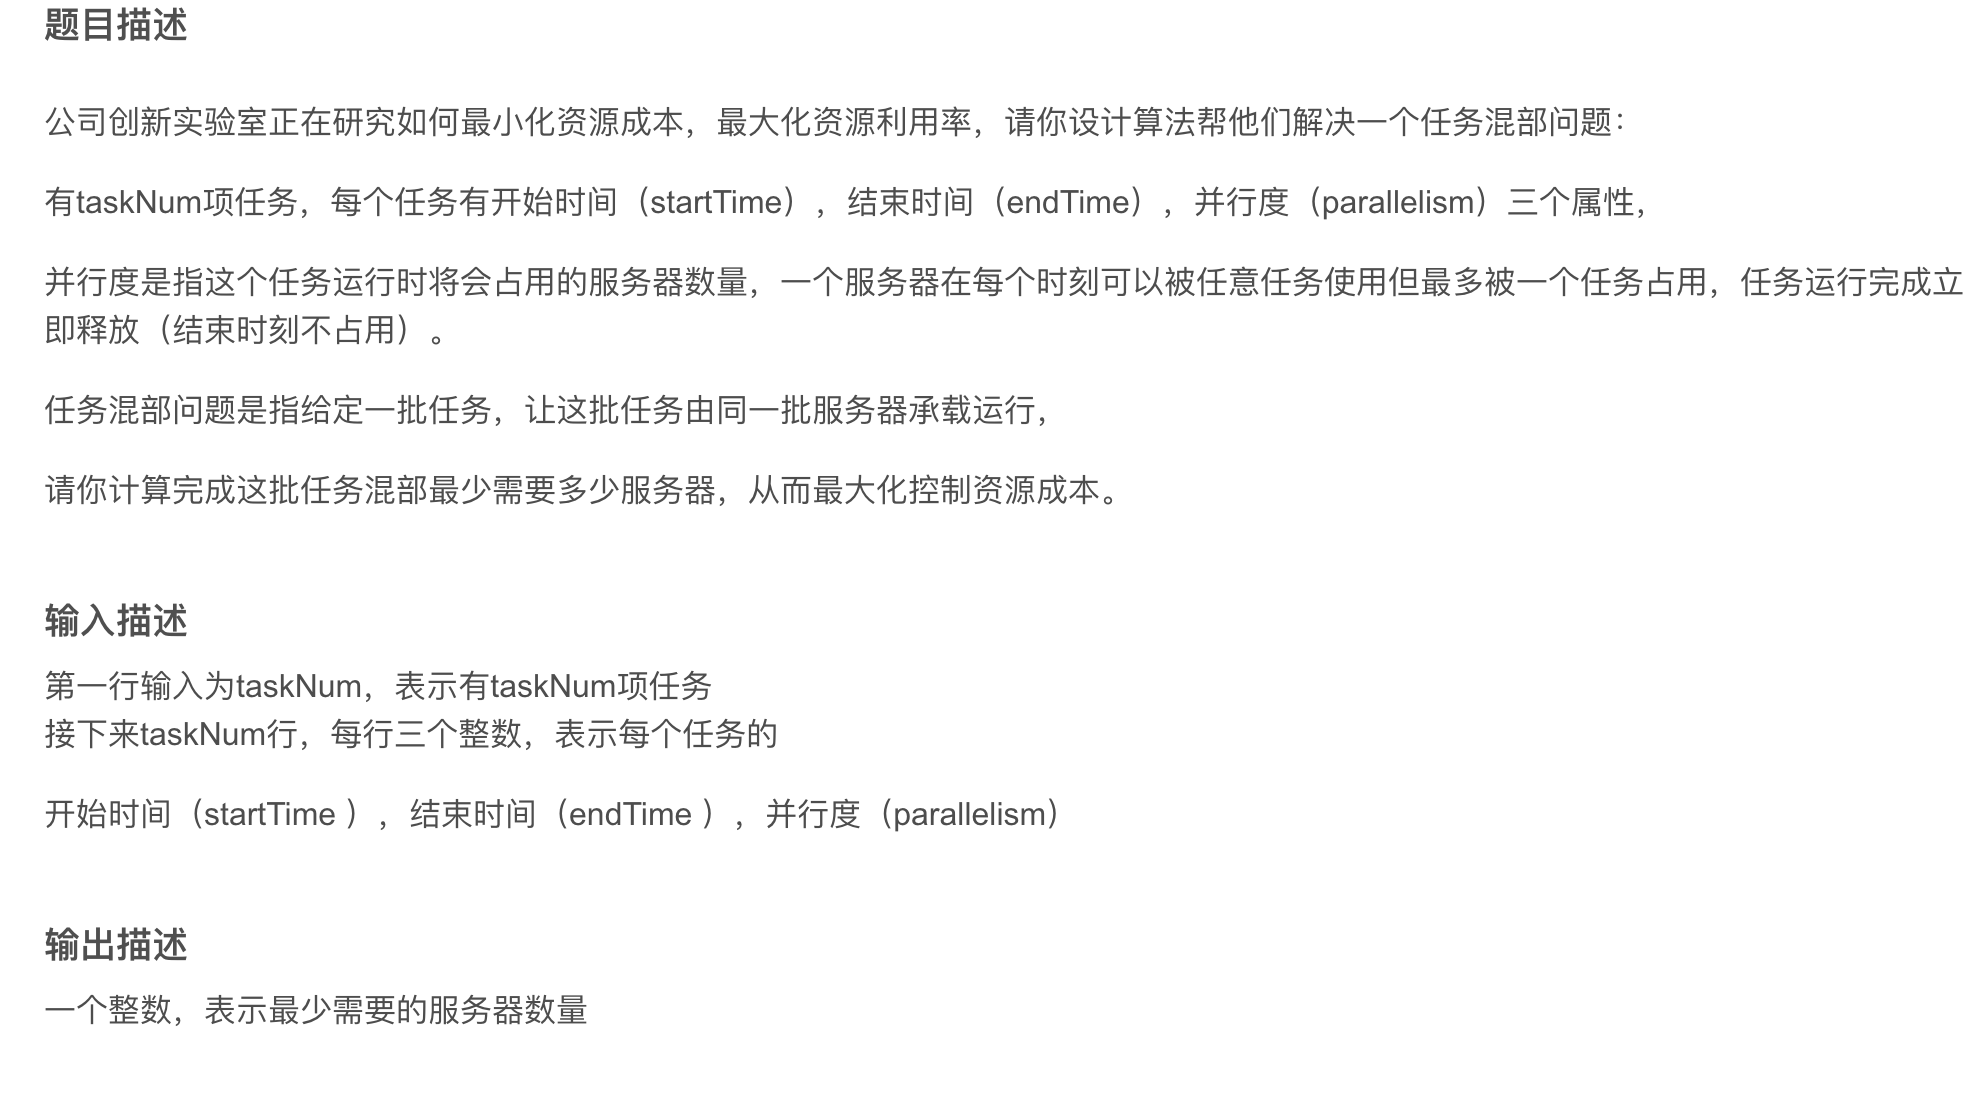 题目描述
公司创新实验室正在研究如何最小化资源成本，最大化资源利用率，请你设计算法帮他们解决一个任务混部问题：
有taskNum项任务，每个任务有开始时间（startTime），结束时间（endTime），并行度（parallelism）三个属性，
并行度是指这个任务运行时将会占用的服务器数量，一个服务器在每个时刻可以被任意任务使用但最多被一个任务占用，任务运行完成立
即释放（结束时刻不占用）。
任务混部问题是指给定一批任务，让这批任务由同一批服务器承载运行，
请你计算完成这批任务混部最少需要多少服务器，从而最大化控制资源成本。
输入描述
第一行输入为taskNum，表示有taskNum项任务
接下来taskNum行，每行三个整数，表示每个任务的
开始时间（startTime ），结束时间（endTime ），并行度（parallelism）
输出描述
一个整数，表示最少需要的服务器数量